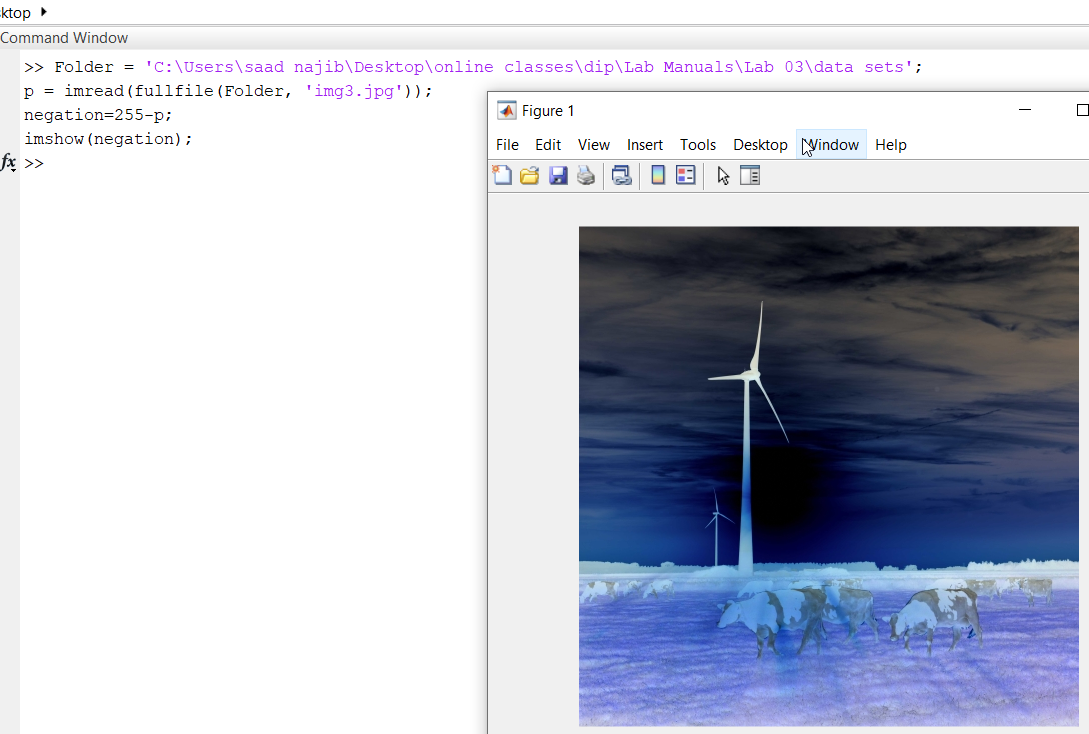 ktop
Command Window
>> Folder = 'C:\Users\saad najib\Desktop\online classes\dip\Lab Manuals\Lab 03\data sets';
p = imread(fullfile(Folder, 'img3.jpg'));
negation=255-p;
imshow(negation);
fx >>
Figure 1
File Edit View Insert Tools Desktop Window Help